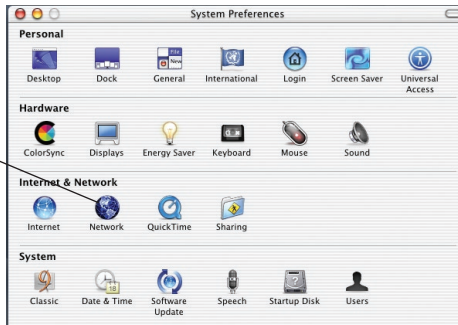 System Preferences
Personal
Desktop Dock General International Login Screen Saver Universal Access
Hardware
ColorSync Displays Energy Saver Keyboard Mouse Sound
Internet & Network
Internet Network QuickTime Sharing
System
Classic Date & Time Software Update Speech Startup Disk Users